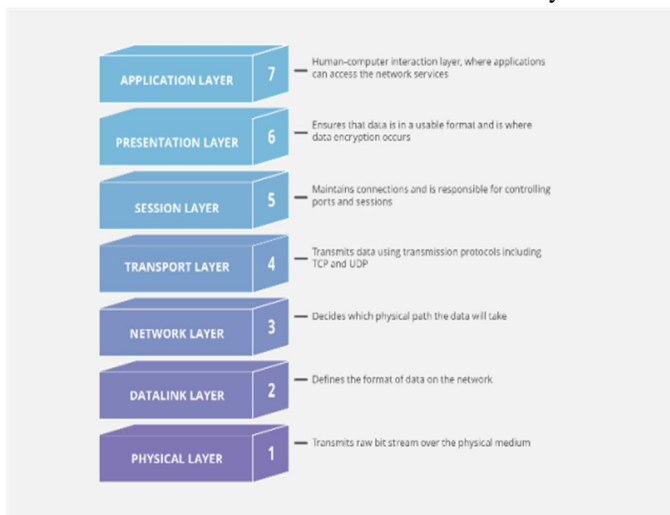 APPLICATION LAYER 7
Human-computer interaction layer, where applications
can access the network services
PRESENTATION LAYER 6
Ensures that data is in a usable format and is where
data encryption occurs
SESSION LAYER 5
Maintains connections and is responsible for controlling
ports and sessions
TRANSPORT LAYER 4
Transmits data using transmission protocols including
TCP and UDP
NETWORK LAYER 3
Decides which physical path the data will take
DATALINK LAYER 2
Defines the format of data on the network
PHYSICAL LAYER 1
Transmits raw bit stream over the physical medium